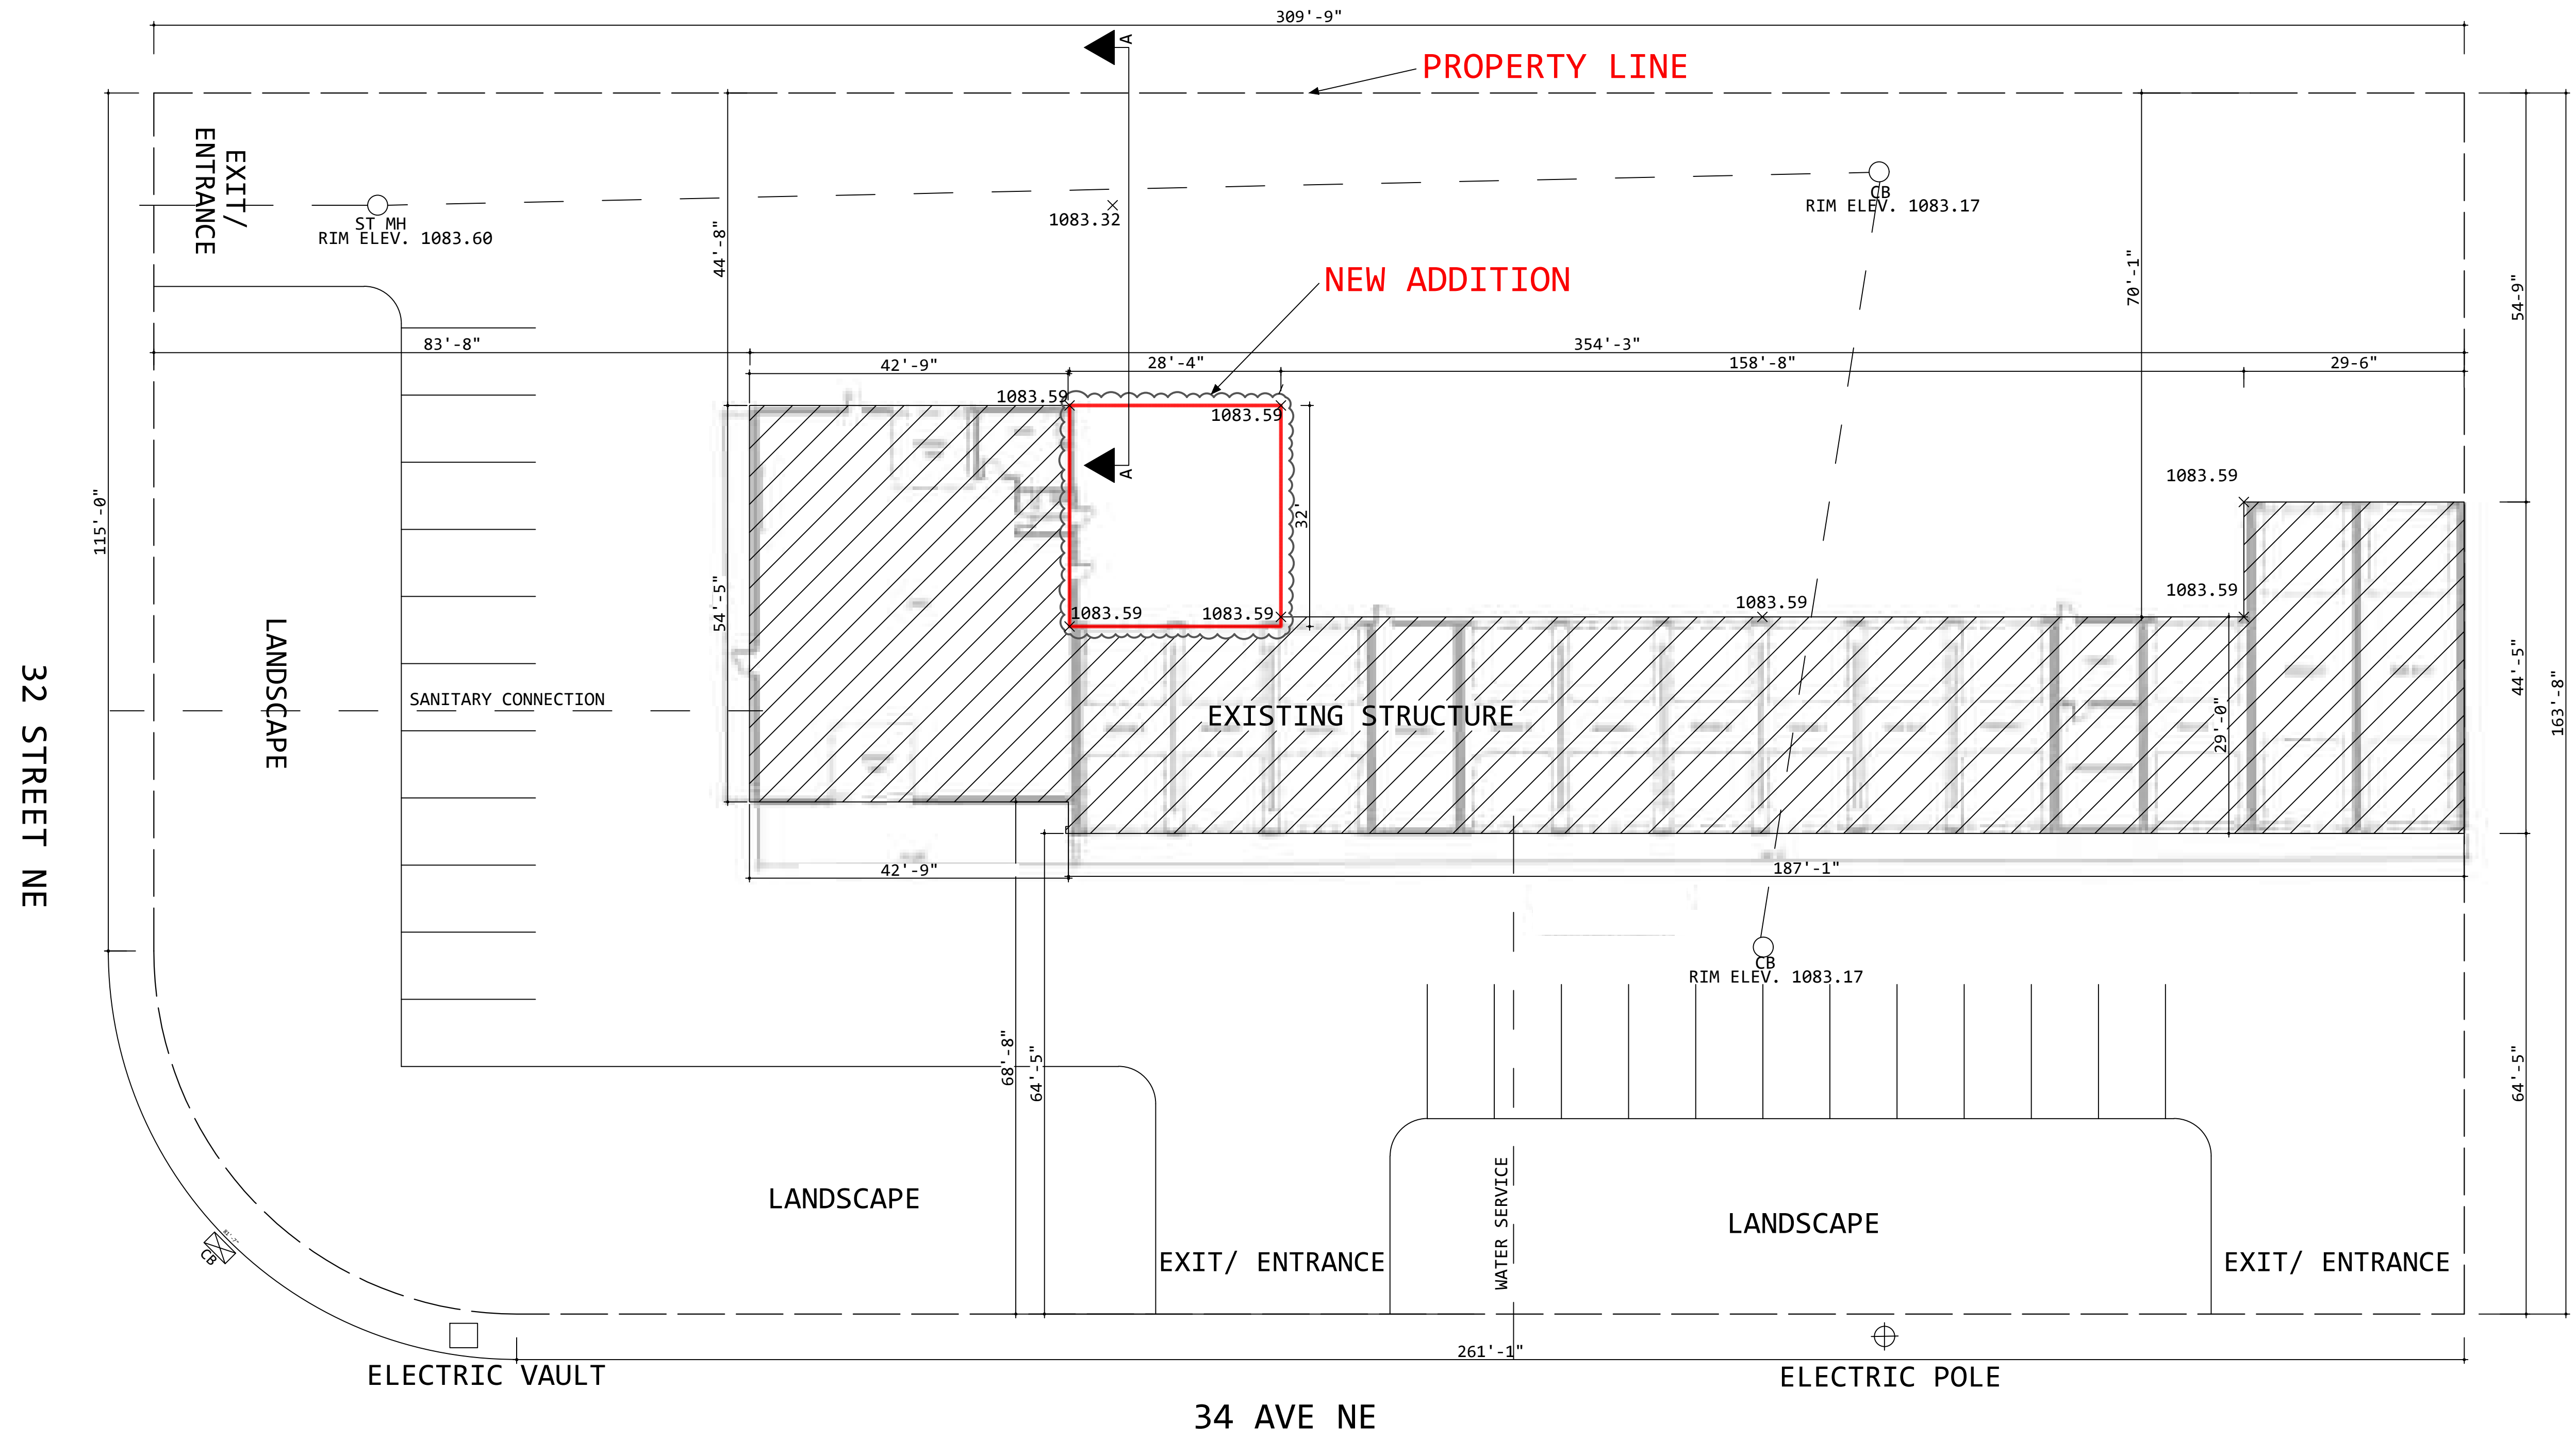 309'-9"
A
PROPERTY LINE
EXIT/
ENTRANCE
ST MH
RIM ELEV. 1083.60
1083.32
CB
RIM ELEV. 1083.17
44'-8"
70'-1"
54-9"
NEW ADDITION
83'-8"
354'-3"
42'-9"
28'-4"
158'-8"
29-6"
1083.59
1083.59
A
1083.59
115'-0"
32'
54'-5"
1083.59
1083.59
1083.59
1083.59
LANDSCAPE
SANITARY CONNECTION
EXISTING STRUCTURE
29'-0"
44'-5"
163'-8"
32 STREET NE
42'-9"
187'-1"
CB
RIM ELEV. 1083.17
68'-8"
64'-5"
64'-5"
LANDSCAPE
WATER SERVICE
LANDSCAPE
EXIT/ ENTRANCE
EXIT/ ENTRANCE
CB
261'-1"
ELECTRIC VAULT
ELECTRIC POLE
34 AVE NE